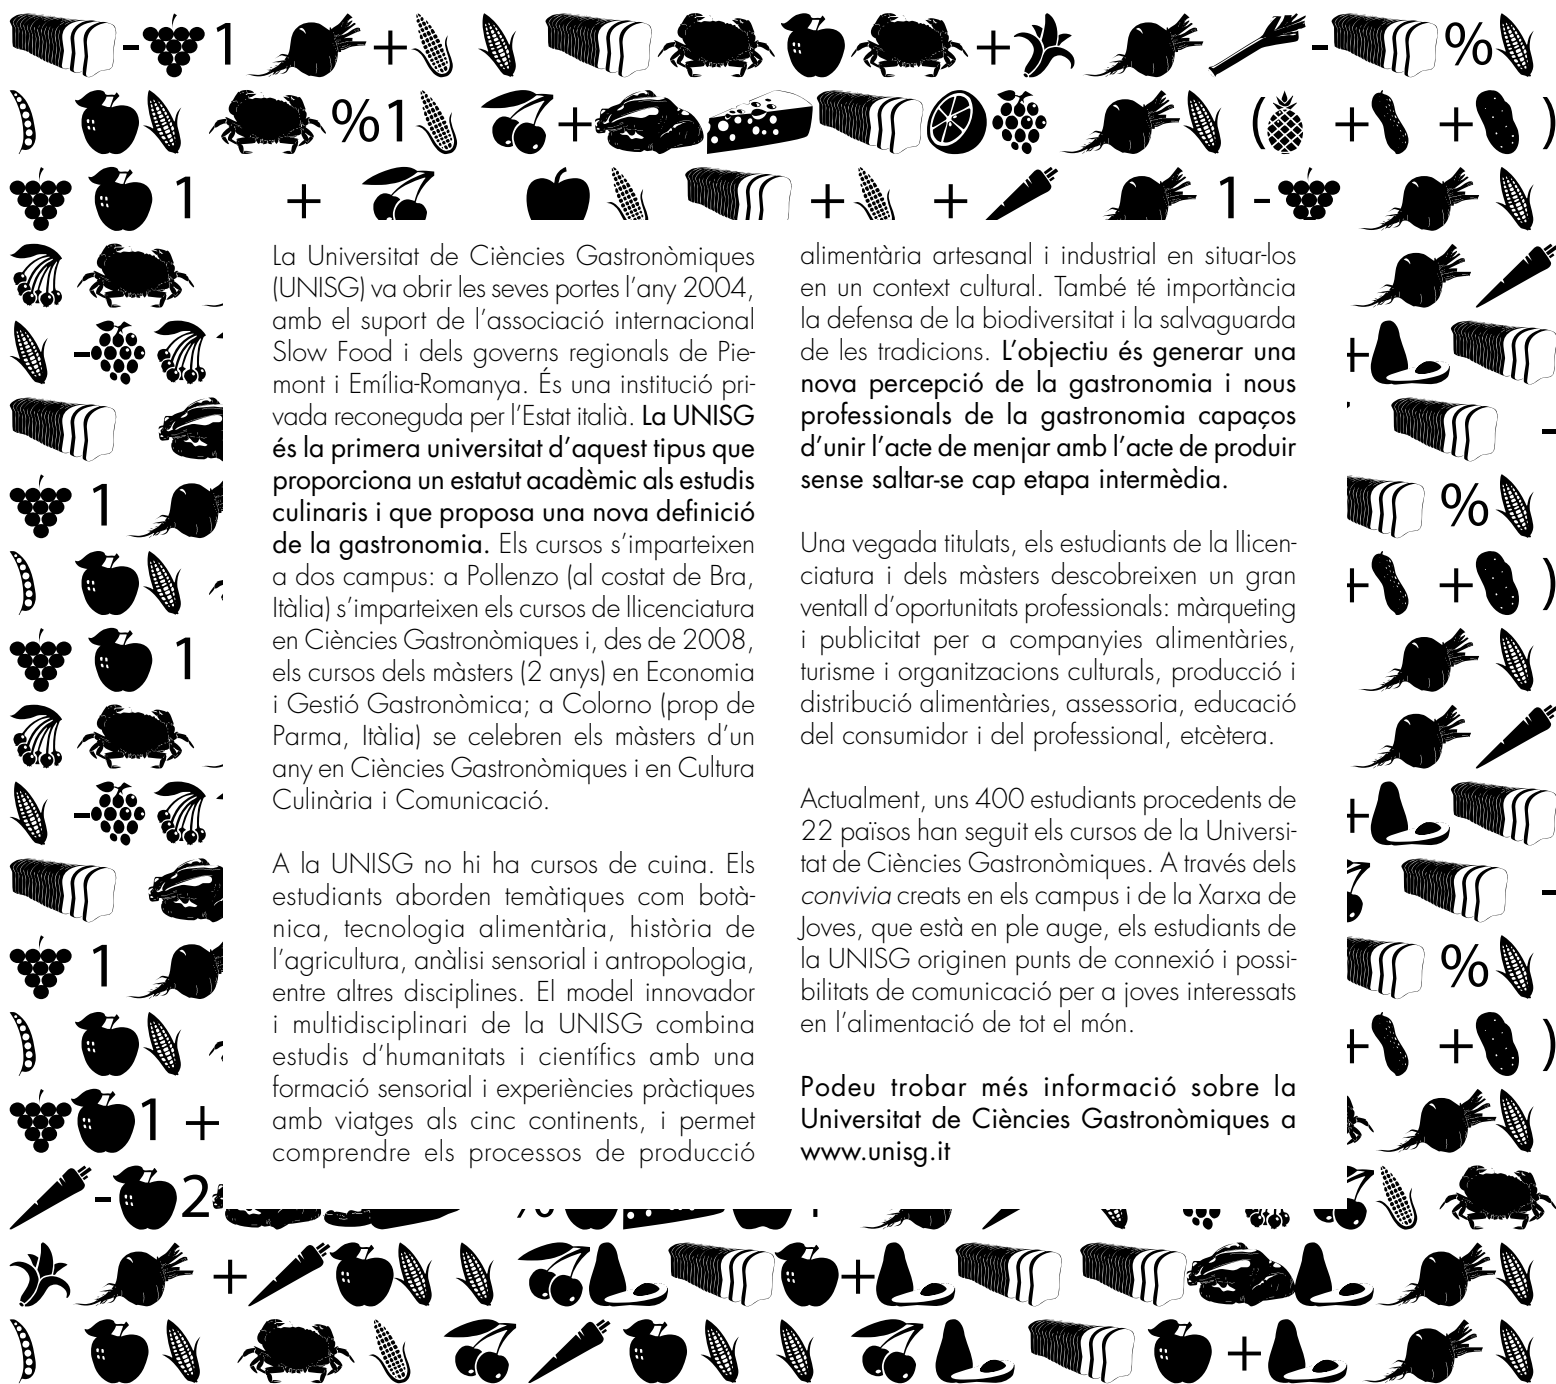 La Universitat de Ciències Gastronòmiques
(UNISG) va obrir les seves portes l’any 2004,
amb el suport de l’associació internacional
Slow Food i dels governs regionals de Pie-
mont i Emília-Romanya. És una institució pri-
vada reconeguda per l’Estat italià. La UNISG
és la primera universitat d’aquest tipus que
proporciona un estatut acadèmic als estudis
culinaris i que proposa una nova definició
de la gastronomia. Els cursos s’imparteixen
a dos campus: a Pollenzo (al costat de Bra,
Itàlia) s’imparteixen els cursos de llicenciatura
en Ciències Gastronòmiques i, des de 2008,
els cursos dels màsters (2 anys) en Economia
i Gestió Gastronòmica; a Colorno (prop de
Parma, Itàlia) se celebren els màsters d’un
any en Ciències Gastronòmiques i en Cultura
Culinària i Comunicació.
A la UNISG no hi ha cursos de cuina. Els
estudiants aborden temàtiques com botà-
nica, tecnologia alimentària, història de
l’agricultura, anàlisi sensorial i antropologia,
entre altres disciplines. El model innovador
i multidisciplinari de la UNISG combina
estudis d’humanitats i científics amb una
formació sensorial i experiències pràctiques
amb viatges als cinc continents, i permet
comprendre els processos de producció
alimentària artesanal i industrial en situar-los
en un context cultural. També té importància
la defensa de la biodiversitat i la salvaguarda
de les tradicions. L’objectiu és generar una
nova percepció de la gastronomia i nous
professionals de la gastronomia capaços
d’unir l’acte de menjar amb l’acte de produir
sense saltar-se cap etapa intermèdia.
Una vegada titulats, els estudiants de la llicen-
ciatura i dels màsters descobreixen un gran
ventall d’oportunitats professionals: màrqueting
i publicitat per a companyies alimentàries,
turisme i organitzacions culturals, producció i
distribució alimentàries, assessoria, educació
del consumidor i del professional, etcètera.
Actualment, uns 400 estudiants procedents de
22 països han seguit els cursos de la Universi-
tat de Ciències Gastronòmiques. A través dels
convivia creats en els campus i de la Xarxa de
Joves, que està en ple auge, els estudiants de
la UNISG originen punts de connexió i possi-
bilitats de comunicació per a joves interessats
en l’alimentació de tot el món.
Podeu trobar més informació sobre la
Universitat de Ciències Gastronòmiques a
www.unisg.it